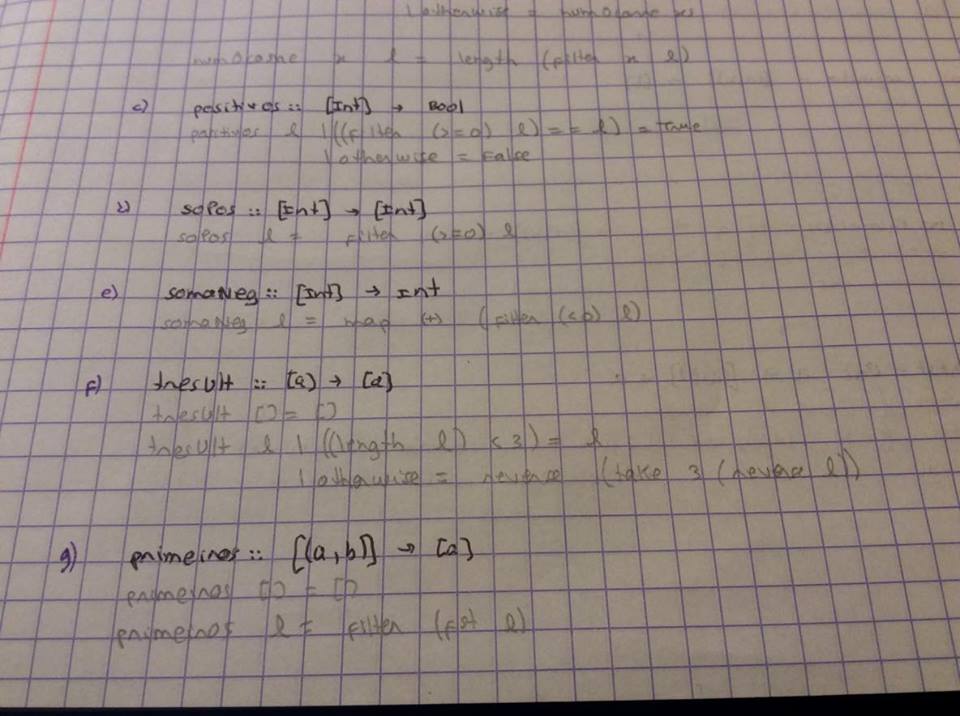 | otherwise = numOcorre xs
numOcorre x l = length (filter x l)
c) positivos :: [Int] → Bool
positivos l | ((filter (>=0) l) == l) = True
| otherwise = False
d) soPos :: [Int] → [Int]
soPos l = filter (>=0) l
e) somaNeg :: [Int] → Int
somaNeg l = map (+) (filter (<0) l)
f) tresUlt :: [a] → [a]
tresUlt [] = []
tresUlt l | ((length l) < 3) = l
| otherwise = reverse (take 3 (reverse l))
g) primeiros :: [(a,b)] → [a]
primeiros [] = []
primeiros l = filter (fst l)